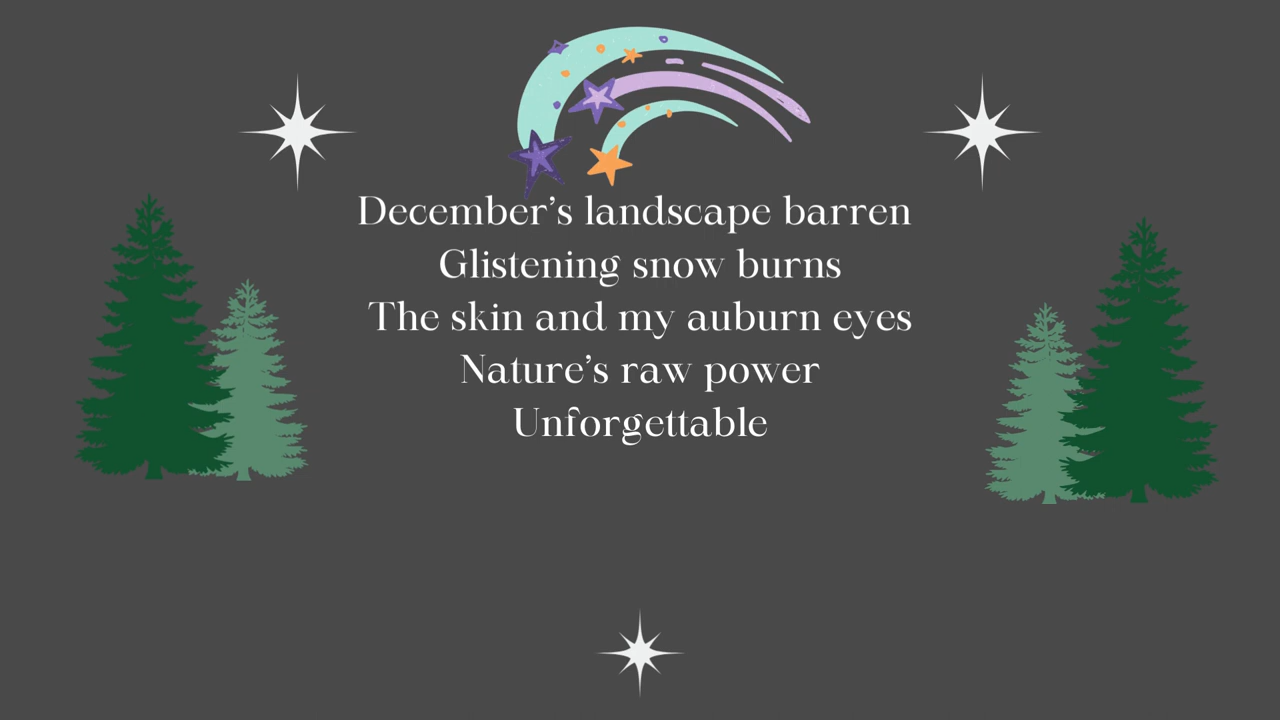 December’s landscape barren
Glistening snow burns
The skin and my auburn eyes
Nature’s raw power
Unforgettable